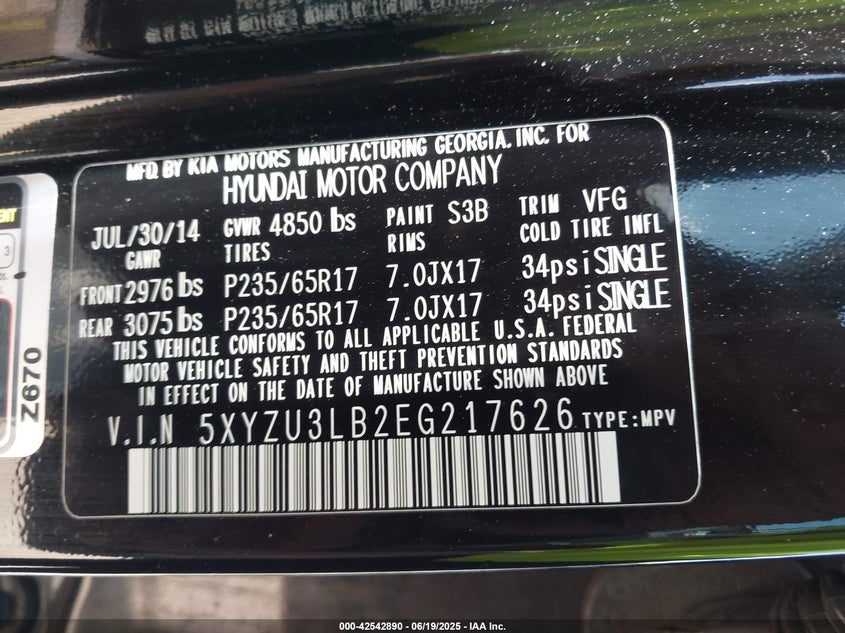 MFD. BY KIA MOTORS MANUFACTURING GEORGIA. INC. FOR
HYUNDAI MOTOR COMPANY
JUL/30/14 GVWR 4850 bs PAINT S3B TRIM VFG
GAWR TIRES RIMS COLD TIRE INFL
FRONT 2976 bs P235/65R17 7.0JX17 34psi SINGLE
REAR 3075 bs P235/65R17 7.0JX17 34psi SINGLE
THIS VEHICLE CONFORMS TO ALL APPLICABLE U.S.A. FEDERAL
MOTOR VEHICLE SAFETY AND THEFT PREVENTION STANDARDS
IN EFFECT ON THE DATE OF MANUFACTURE SHOWN ABOVE
V.I.N 5XYZU3LB2EG217626 TYPE:MPV
Z670
3
000-42542890 - 06/19/2025 - IAA Inc.